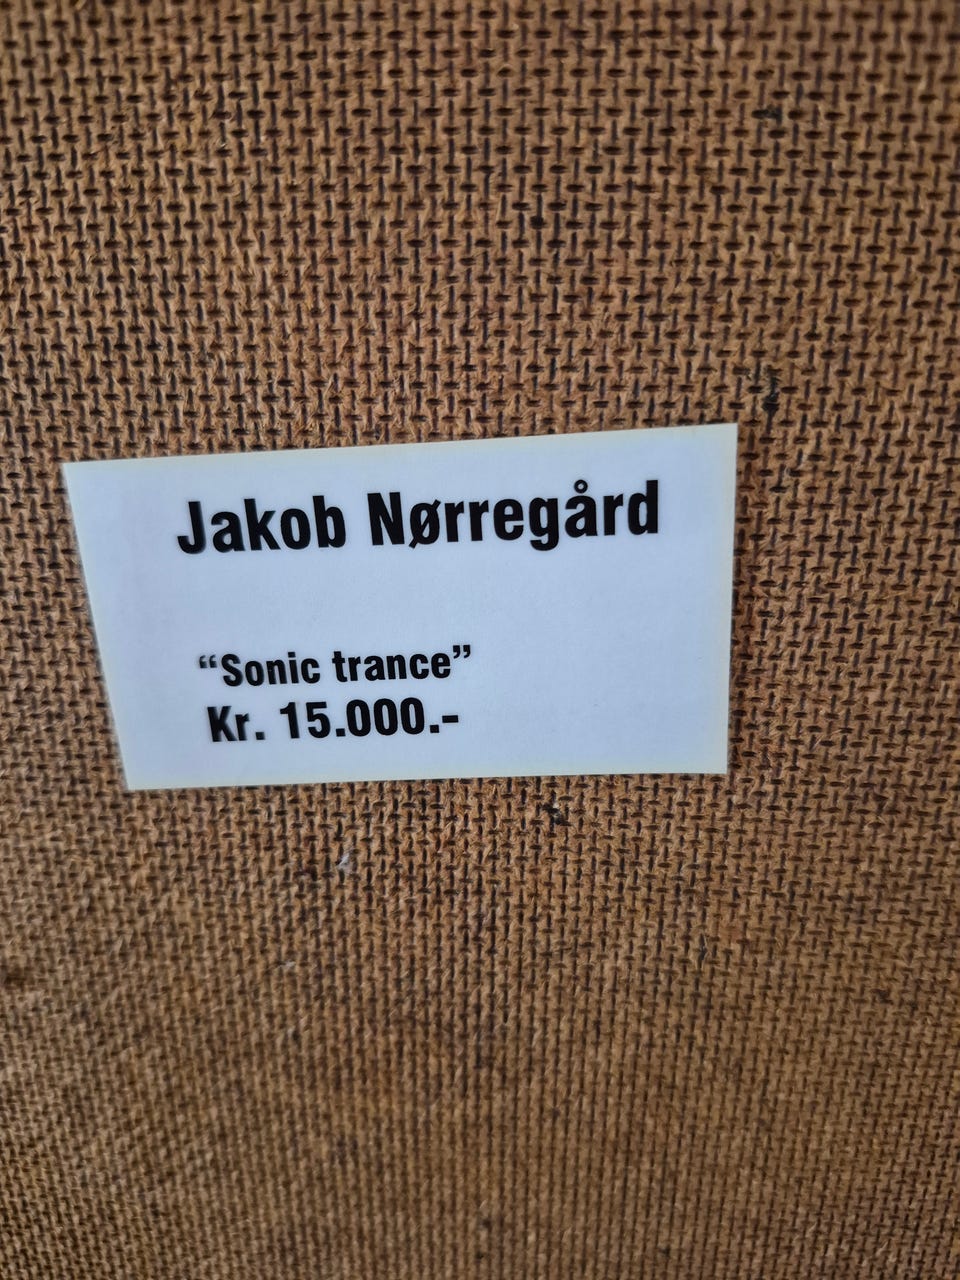 Jakob Nørregård
“Sonic trance”
Kr. 15.000.-